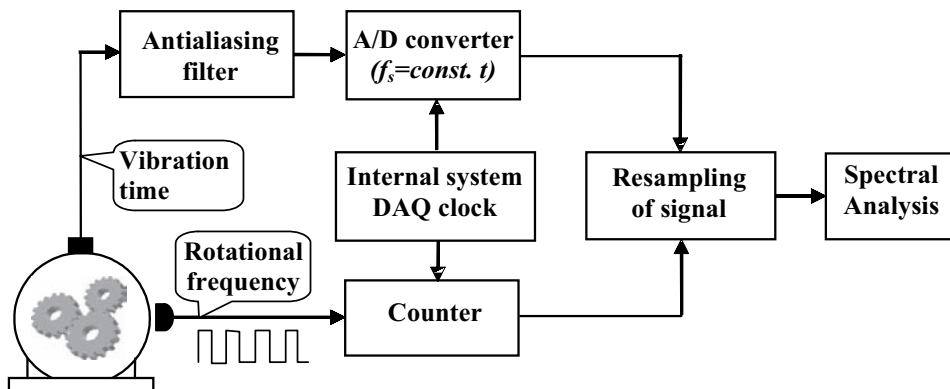 Antialiasing
filter
A/D converter
(fs=const. t)
Vibration
time
Internal system
DAQ clock
Resampling
of signal
Spectral
Analysis
Rotational
frequency
Counter